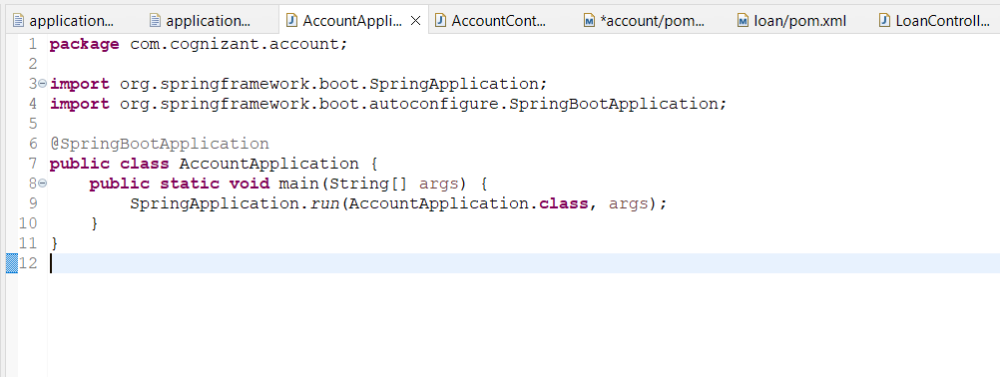 application... application... AccountAppli... AccountCont... *account/pom... loan/pom.xml LoanControll...
1 package com.cognizant.account;
2
3 import org.springframework.boot.SpringApplication;
4 import org.springframework.boot.autoconfigure.SpringBootApplication;
5
6 @SpringBootApplication
7 public class AccountApplication {
8     public static void main(String[] args) {
9         SpringApplication.run(AccountApplication.class, args);
10     }
11 }
12